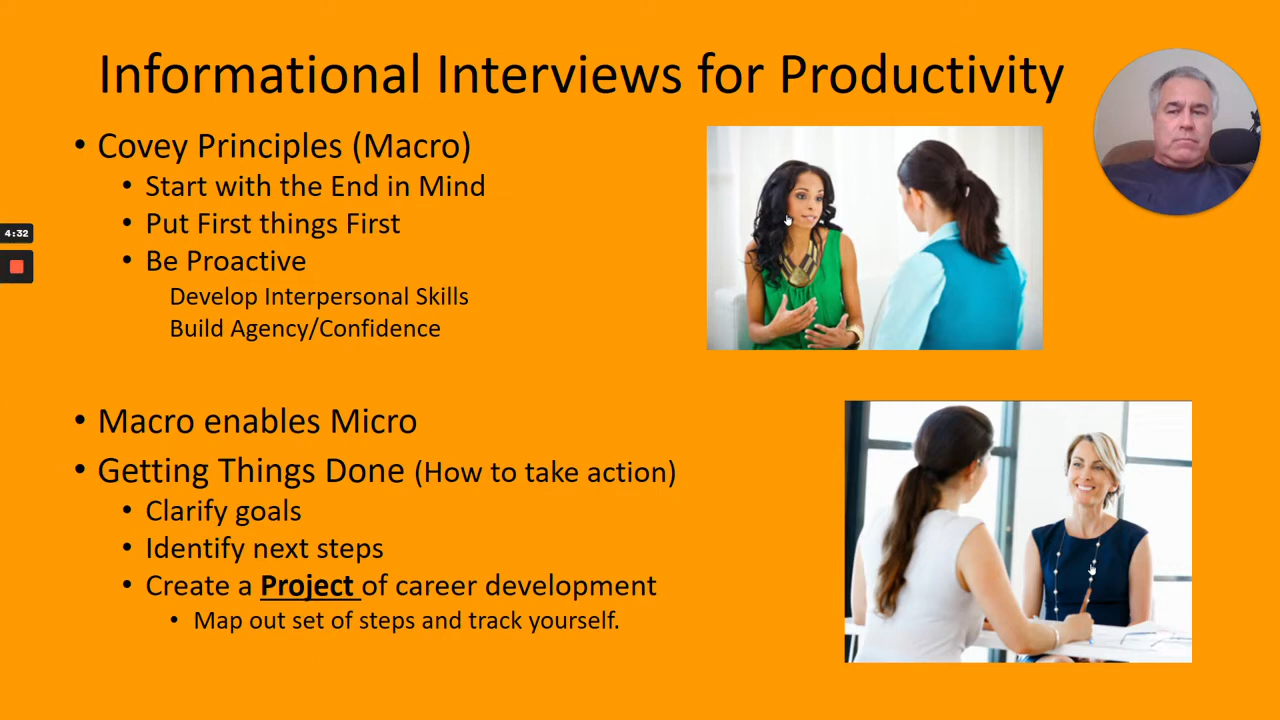 Informational Interviews for Productivity
• Covey Principles (Macro)
• Start with the End in Mind
• Put First things First
• Be Proactive
Develop Interpersonal Skills
Build Agency/Confidence
4:32
• Macro enables Micro
• Getting Things Done (How to take action)
• Clarify goals
• Identify next steps
• Create a Project of career development
• Map out set of steps and track yourself.